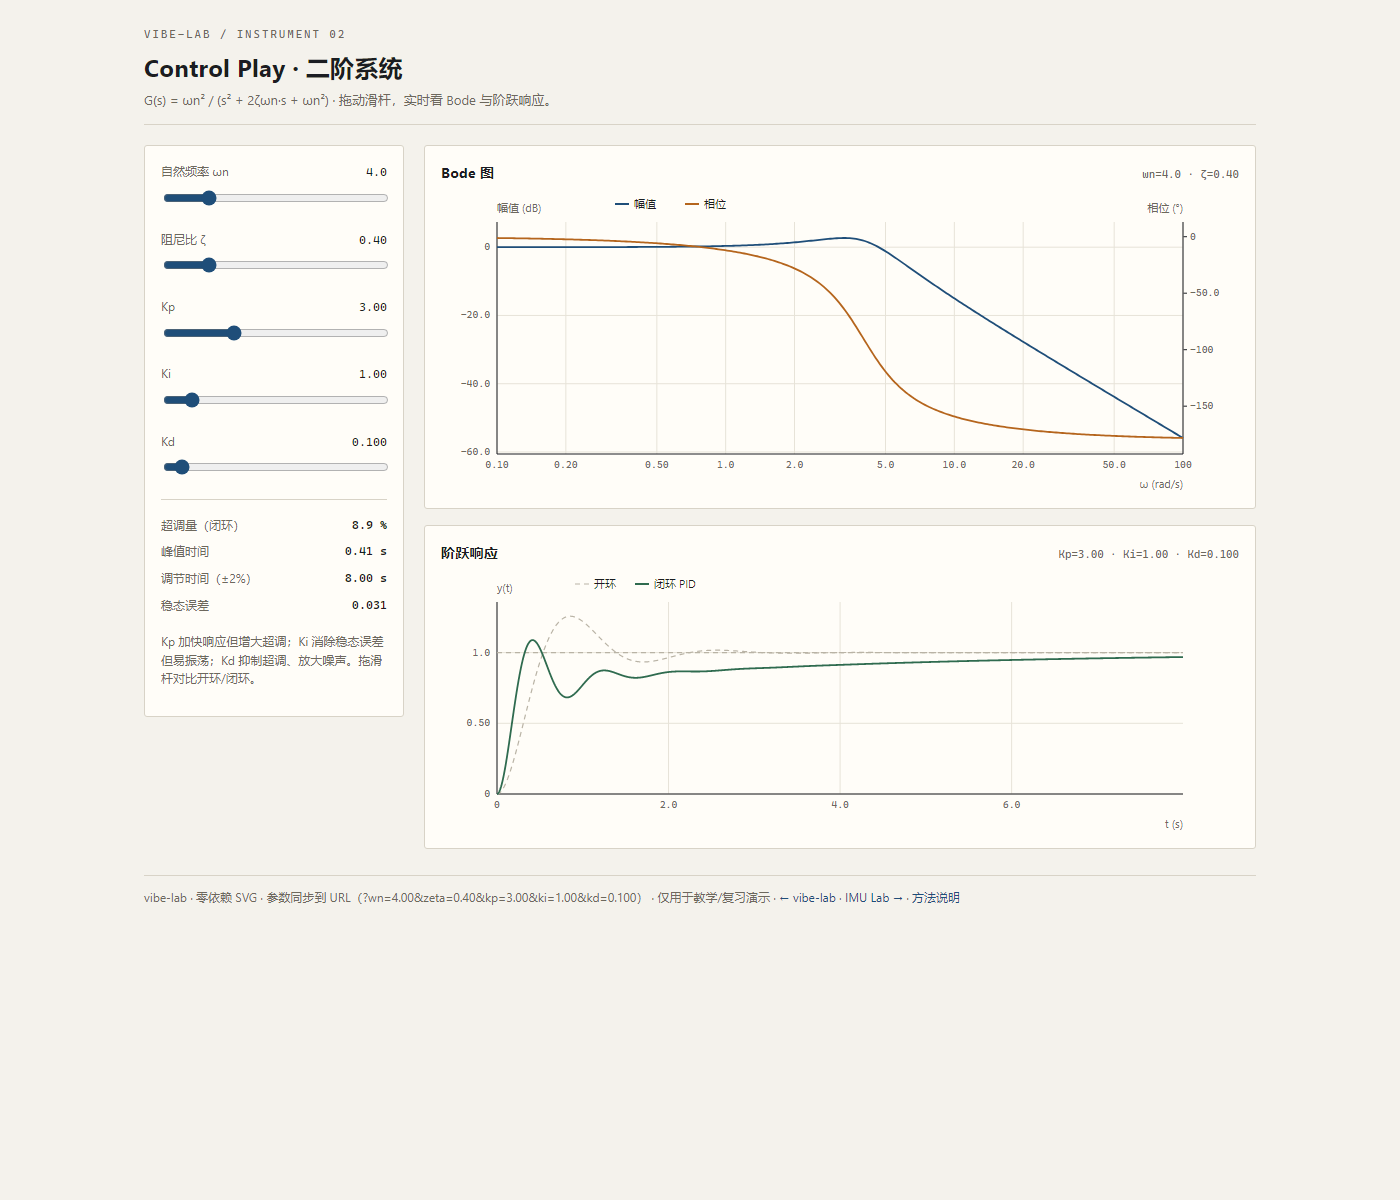 VIBE-LAB / INSTRUMENT 02
Control Play · 二阶系统
G(s) = ωn² / (s² + 2ζωn·s + ωn²) · 拖动滑杆，实时看 Bode 与阶跃响应。
自然频率 ωn 4.0
阻尼比 ζ 0.40
Kp 3.00
Ki 1.00
Kd 0.100
超调量（闭环） 8.9 %
峰值时间 0.41 s
调节时间（±2%） 8.00 s
稳态误差 0.031
Kp 加快响应但增大超调；Ki 消除稳态误差
但易振荡；Kd 抑制超调、放大噪声。拖滑
杆对比开环/闭环。
Bode 图 ωn=4.0 · ζ=0.40
幅值 (dB) 幅值 相位 相位 (°)
0 0
−20.0 −50.0
−40.0 −100
−60.0 −150
0.10 0.20 0.50 1.0 2.0 5.0 10.0 20.0 50.0 100
ω (rad/s)
阶跃响应 Kp=3.00 · Ki=1.00 · Kd=0.100
y(t) 开环 闭环 PID
1.0
0.50
0
0 2.0 4.0 6.0
t (s)
vibe-lab · 零依赖 SVG · 参数同步到 URL（?wn=4.00&zeta=0.40&kp=3.00&ki=1.00&kd=0.100） · 仅用于教学/复习演示 · ← vibe-lab · IMU Lab → · 方法说明